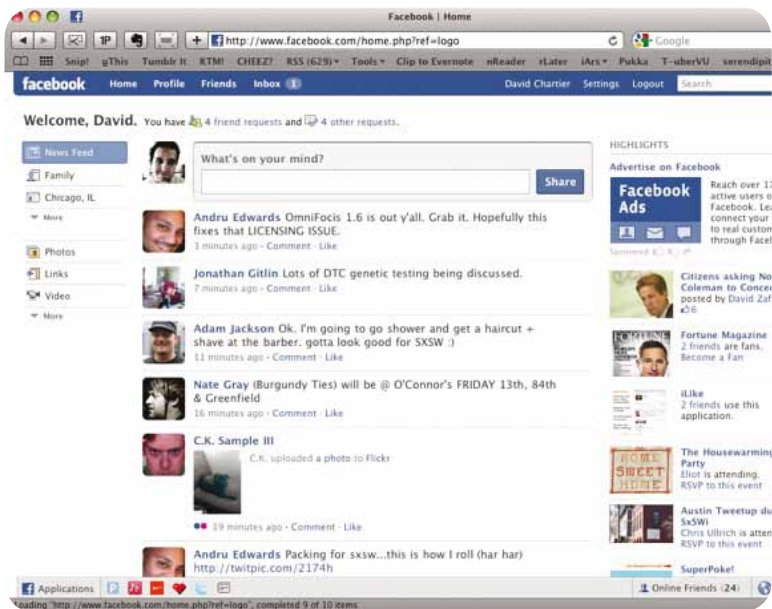 Facebook | Home
1P
http://www.facebook.com/home.php?ref=logo
Google
Snip! gThis Tumblr It RTM! CHEEZ? RSS (629) Tools Clip to Evernote nReader rLater iArs Pukka T-uberVU serendipit
facebook Home Profile Friends Inbox 1 David Chartier Settings Logout Search
Welcome, David. You have 4 friend requests and 4 other requests.
News Feed
Family
Chicago, IL
More
Photos
Links
Video
More
What's on your mind?
Share
Andru Edwards OmniFocis 1.6 is out y'all. Grab it. Hopefully this
fixes that LICENSING ISSUE.
3 minutes ago - Comment - Like
Jonathan Gitlin Lots of DTC genetic testing being discussed.
7 minutes ago - Comment - Like
Adam Jackson Ok. I'm going to go shower and get a haircut +
shave at the barber. gotta look good for SXSW :)
11 minutes ago - Comment - Like
Nate Gray (Burgundy Ties) will be @ O'Connor's FRIDAY 13th, 84th
& Greenfield
16 minutes ago - Comment - Like
C.K. Sample III
C.K. uploaded a photo to Flickr
19 minutes ago - Comment - Like
Andru Edwards Packing for sxsw...this is how I roll (har har)
http://twitpic.com/2174h
HIGHLIGHTS
Advertise on Facebook
Facebook
Ads
Reach over 17
active users o
Facebook. Lea
connect your
to real custom
through Faceb
Sponsored
Citizens asking No
Coleman to Conce
posted by David Zaf
6
FORTUNE
Fortune Magazine
2 friends are fans.
Become a Fan
iLike
2 friends use this
application.
HOME
SWEET
HOME
The Housewarming
Party
Eliot is attending.
RSVP to this event
Austin Tweetup du
SxSWi
Chris Ullrich is atten
RSVP to this event
SuperPoke!
Applications
Online Friends (24)
Loading "http://www.facebook.com/home.php?ref=logo", completed 9 of 10 items